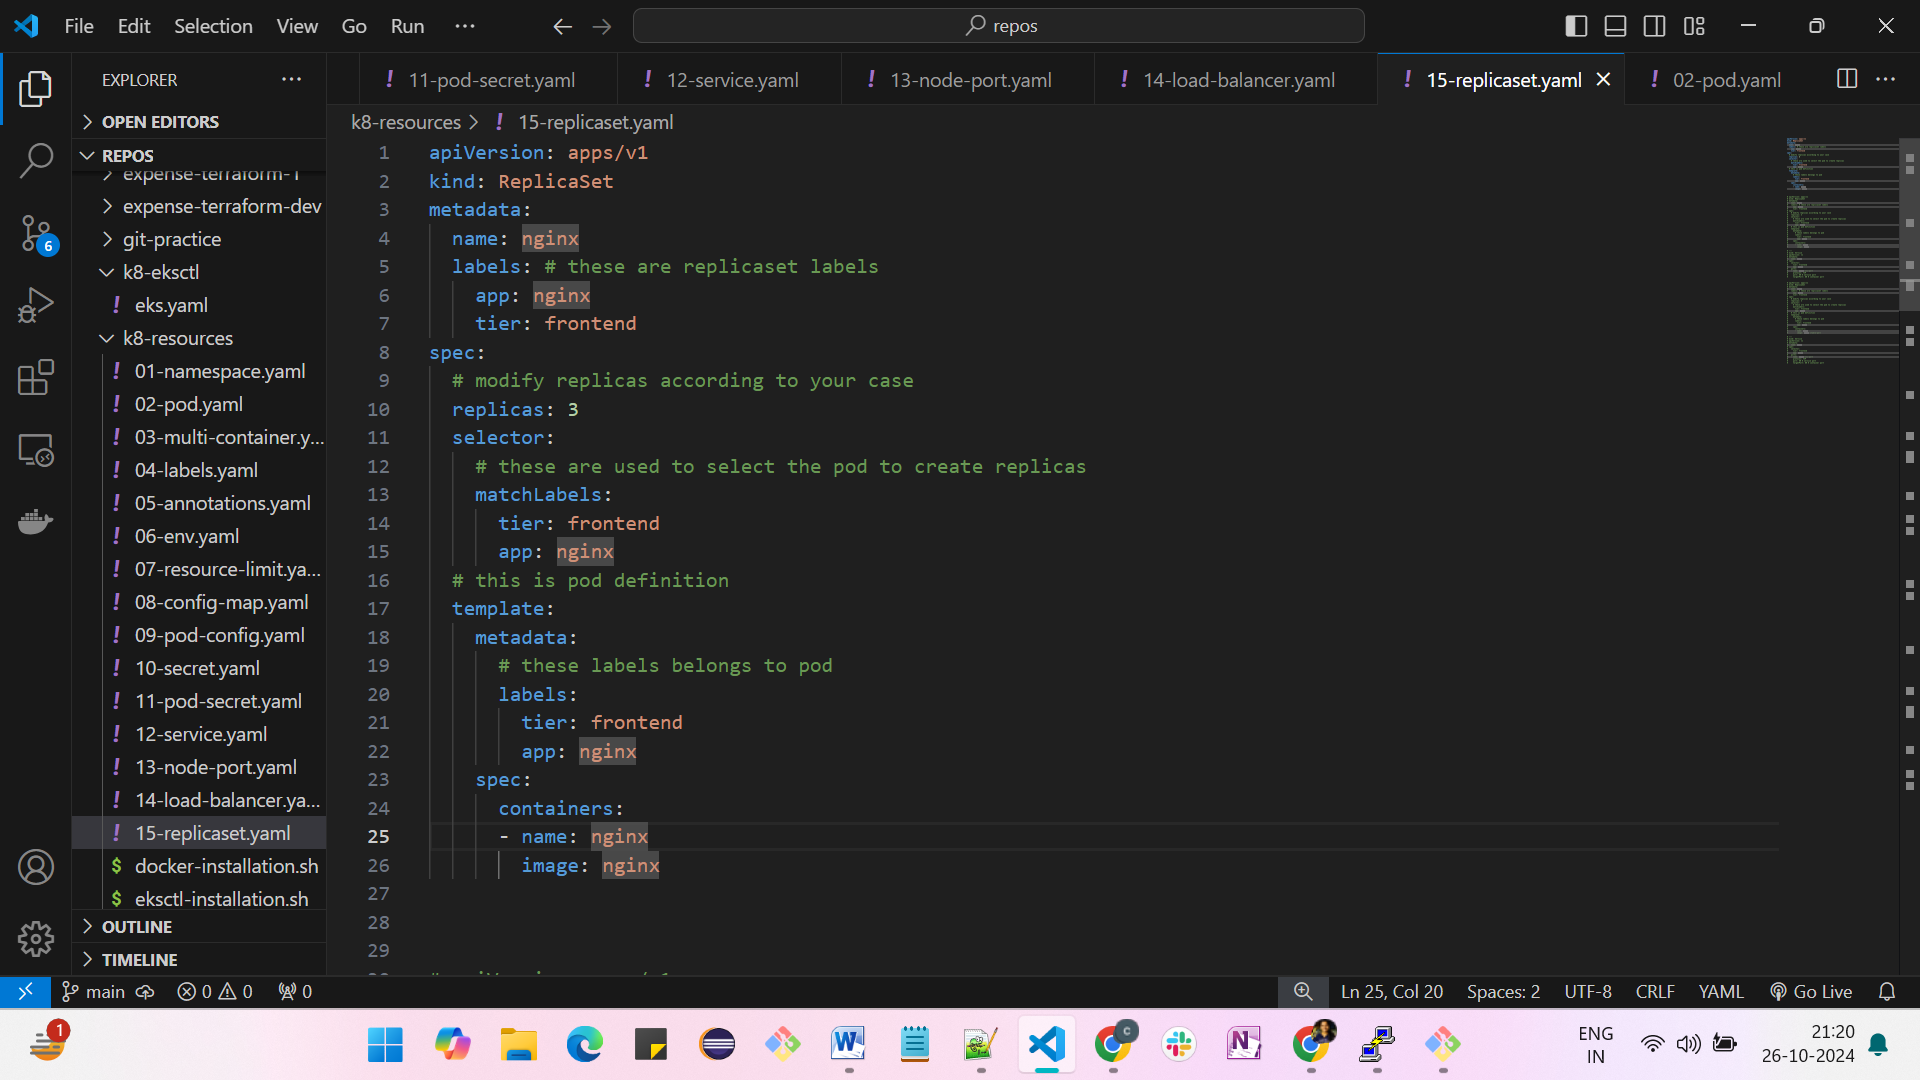 File Edit Selection View Go Run ···
repos
EXPLORER ···
11-pod-secret.yaml 12-service.yaml 13-node-port.yaml 14-load-balancer.yaml 15-replicaset.yaml 02-pod.yaml ···
OPEN EDITORS
REPOS
expense-terraform-1
expense-terraform-dev
git-practice
k8-eksctl
eks.yaml
k8-resources
01-namespace.yaml
02-pod.yaml
03-multi-container.y...
04-labels.yaml
05-annotations.yaml
06-env.yaml
07-resource-limit.ya...
08-config-map.yaml
09-pod-config.yaml
10-secret.yaml
11-pod-secret.yaml
12-service.yaml
13-node-port.yaml
14-load-balancer.ya...
15-replicaset.yaml
docker-installation.sh
eksctl-installation.sh
OUTLINE
TIMELINE
k8-resources > ! 15-replicaset.yaml
1 apiVersion: apps/v1
2 kind: ReplicaSet
3 metadata:
4   name: nginx
5   labels: # these are replicaset labels
6     app: nginx
7     tier: frontend
8 spec:
9   # modify replicas according to your case
10   replicas: 3
11   selector:
12     # these are used to select the pod to create replicas
13     matchLabels:
14       tier: frontend
15       app: nginx
16   # this is pod definition
17   template:
18     metadata:
19       # these labels belongs to pod
20       labels:
21         tier: frontend
22         app: nginx
23     spec:
24       containers:
25       - name: nginx
26         image: nginx
27
28
29
6
main 0 0 0
Ln 25, Col 20 Spaces: 2 UTF-8 CRLF YAML Go Live
1
ENG
IN
21:20
26-10-2024